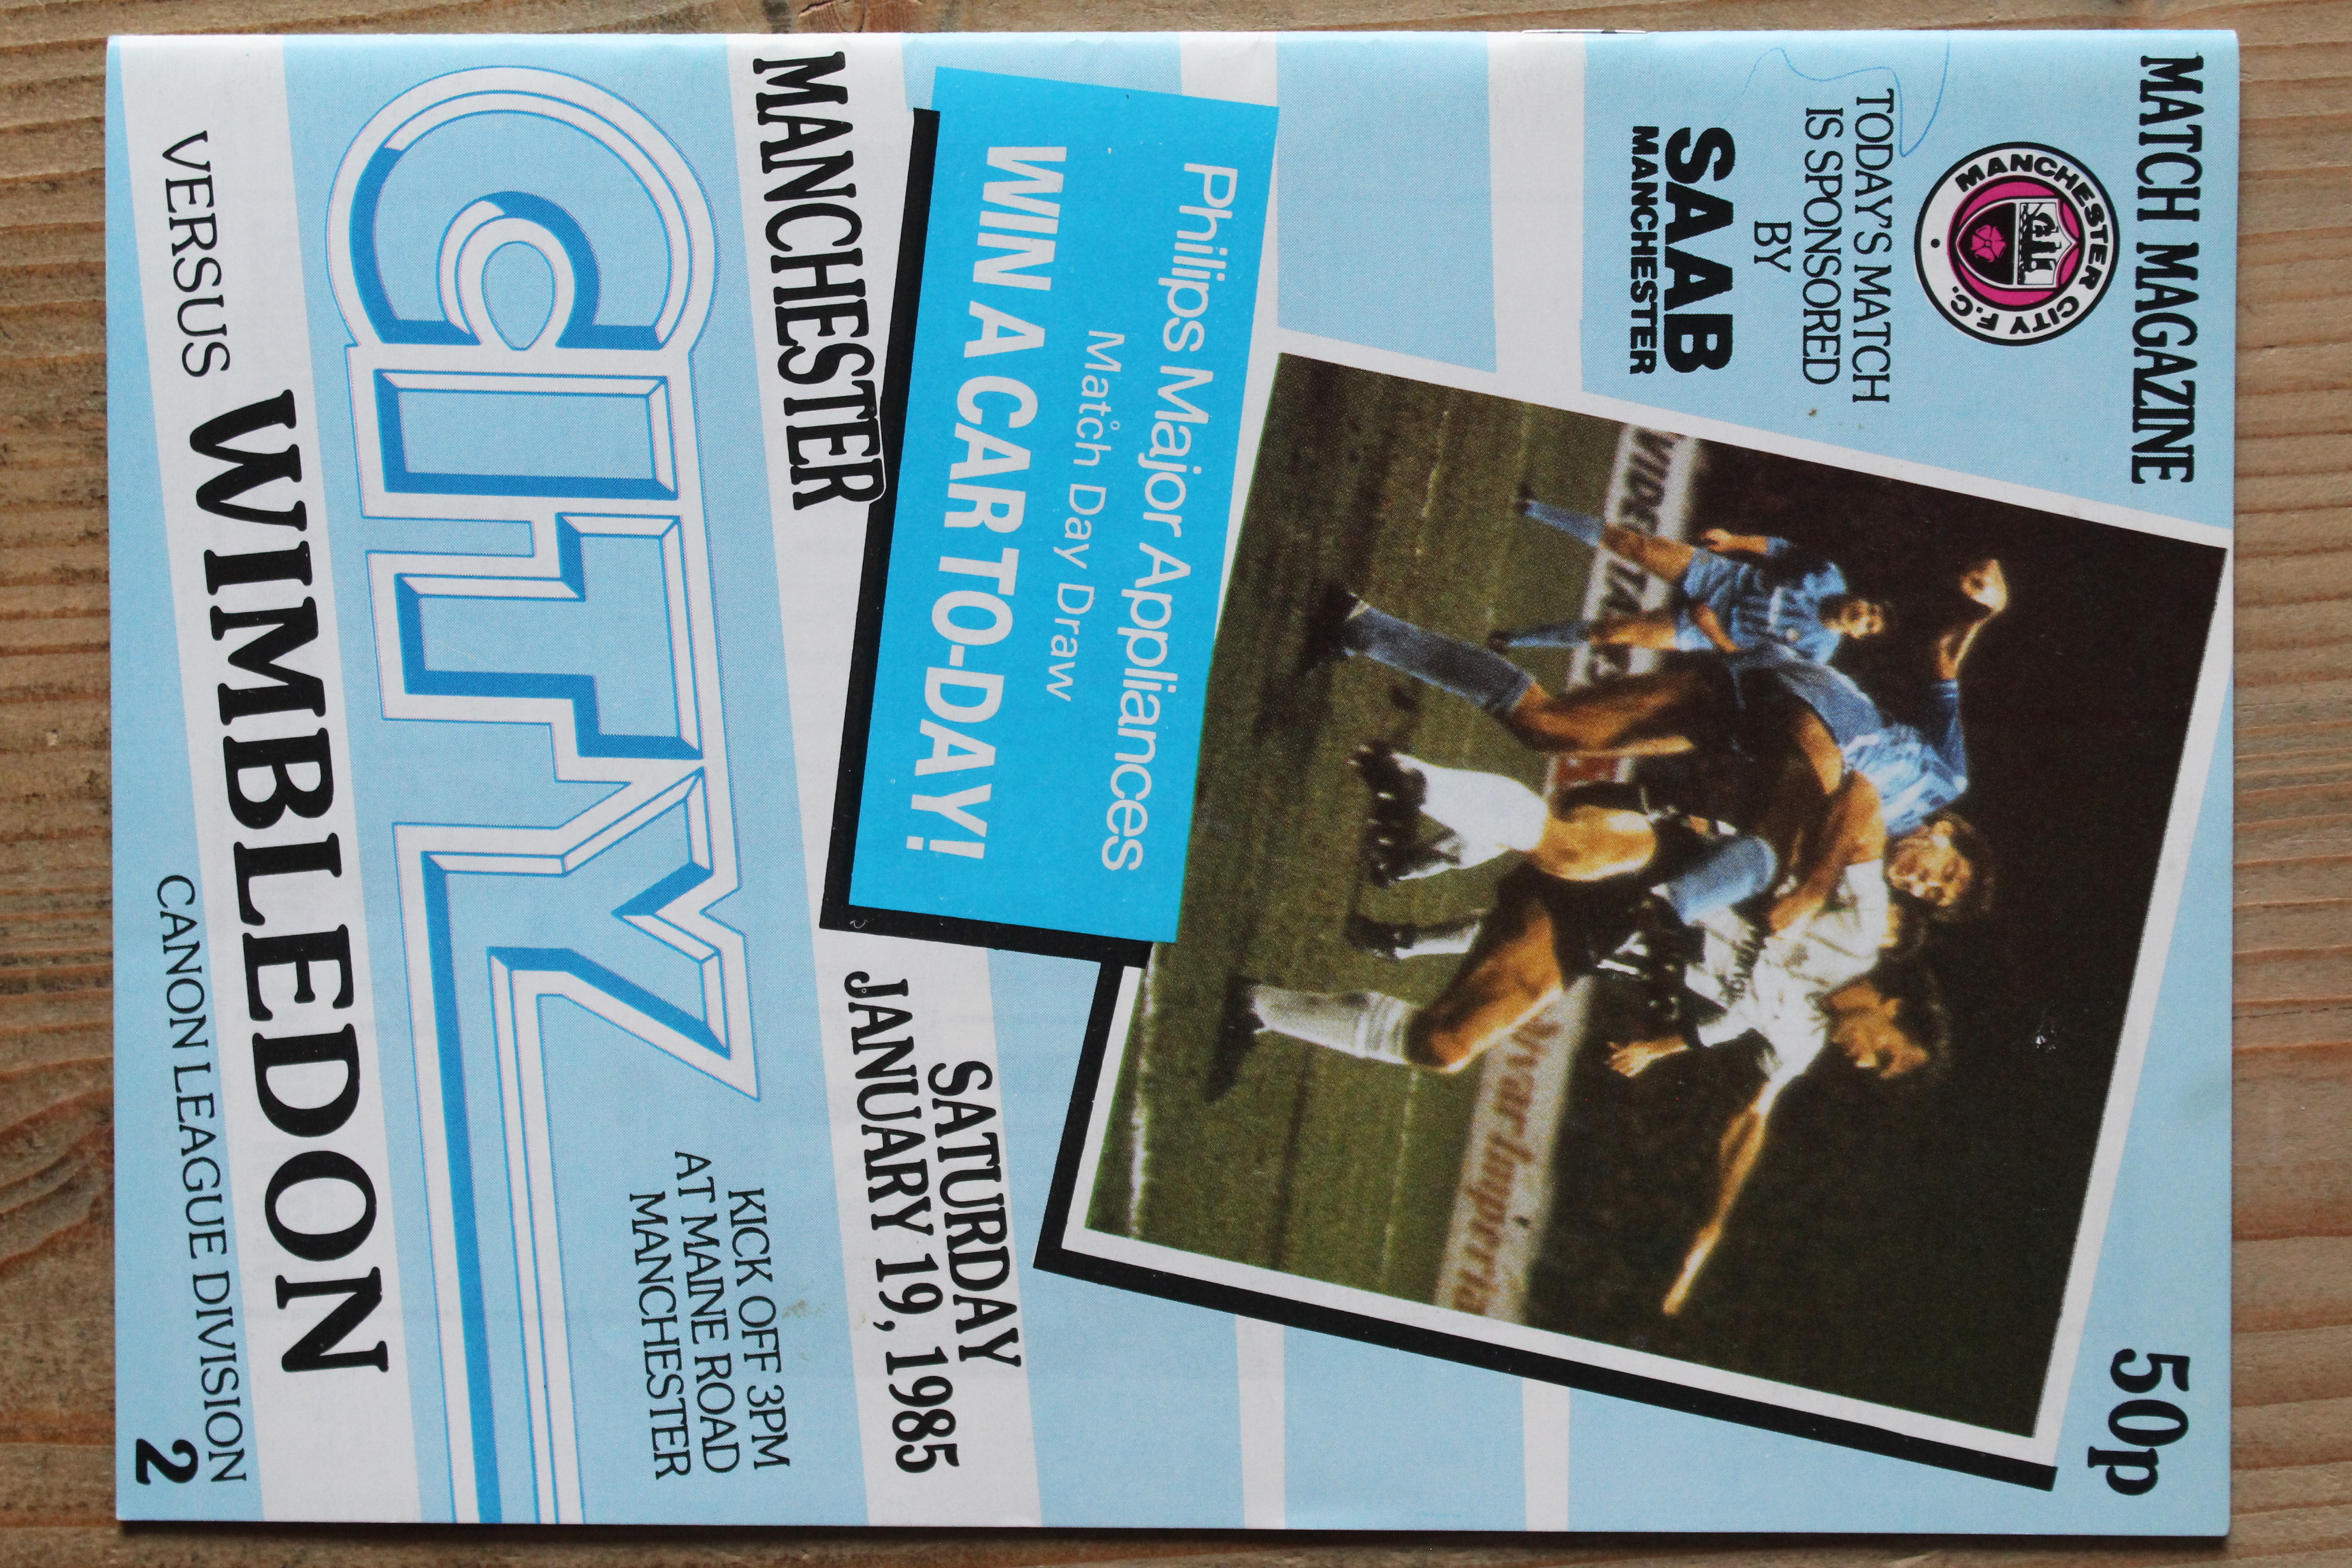 MATCH MAGAZINE
50p
MANCHESTER CITY F.C.
TODAY'S MATCH
IS SPONSORED
BY
SAAB
MANCHESTER
Philips Major Appliances
Match Day Draw
WIN A CAR TO-DAY!
MANCHESTER
SATURDAY
JANUARY 19, 1985
CITY
KICK OFF 3PM
AT MAINE ROAD
MANCHESTER
VERSUS WIMBLEDON
CANON LEAGUE DIVISION
2